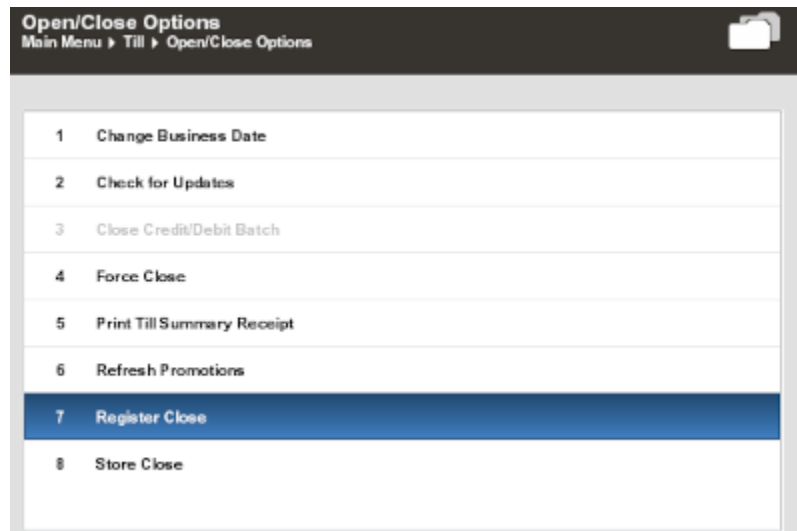 Open/Close Options
Main Menu ▸ Till ▸ Open/Close Options
1 Change Business Date
2 Check for Updates
3 Close Credit/Debit Batch
4 Force Close
5 Print Till Summary Receipt
6 Refresh Promotions
7 Register Close
8 Store Close